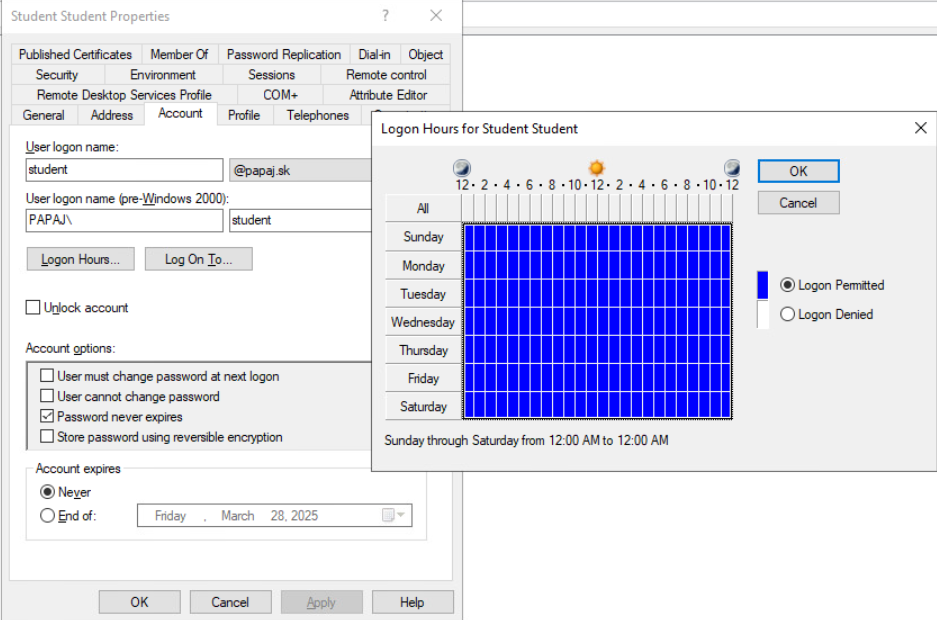 Student Student Properties ?
Published Certificates Member Of Password Replication Dial-in Object
Security Environment Sessions Remote control
Remote Desktop Services Profile COM+ Attribute Editor
General Address Account Profile Telephones
User logon name:
student @papaj.sk
User logon name (pre-Windows 2000):
PAPAJ\ student
Logon Hours... Log On To...
Unlock account
Account options:
User must change password at next logon
User cannot change password
Password never expires
Store password using reversible encryption
Account expires
Never
End of: Friday , March 28, 2025
OK Cancel Apply Help
Logon Hours for Student Student
12 · 2 · 4 · 6 · 8 · 10 · 12 · 2 · 4 · 6 · 8 · 10 · 12
All
Sunday
Monday
Tuesday
Wednesday
Thursday
Friday
Saturday
Sunday through Saturday from 12:00 AM to 12:00 AM
OK
Cancel
Logon Permitted
Logon Denied